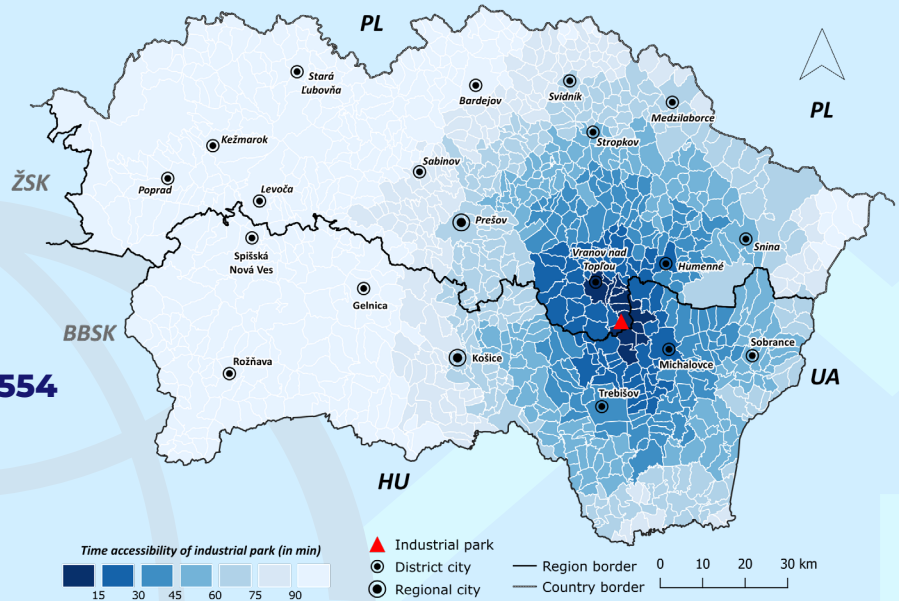 PL
Stará
Ľubovňa
Bardejov
Svidník
Medzilaborce
PL
Stropkov
Kežmarok
Sabinov
ŽSK
Poprad
Levoča
Prešov
Spišská
Nová Ves
Snina
Vranov nad
Topľou
Humenné
Gelnica
BBSK
Sobrance
Košice
Michalovce
Rožňava
UA
554
Trebišov
HU
Time accessibility of industrial park (in min)
15 30 45 60 75 90
Industrial park
District city
Regional city
Region border
Country border
0 10 20 30 km